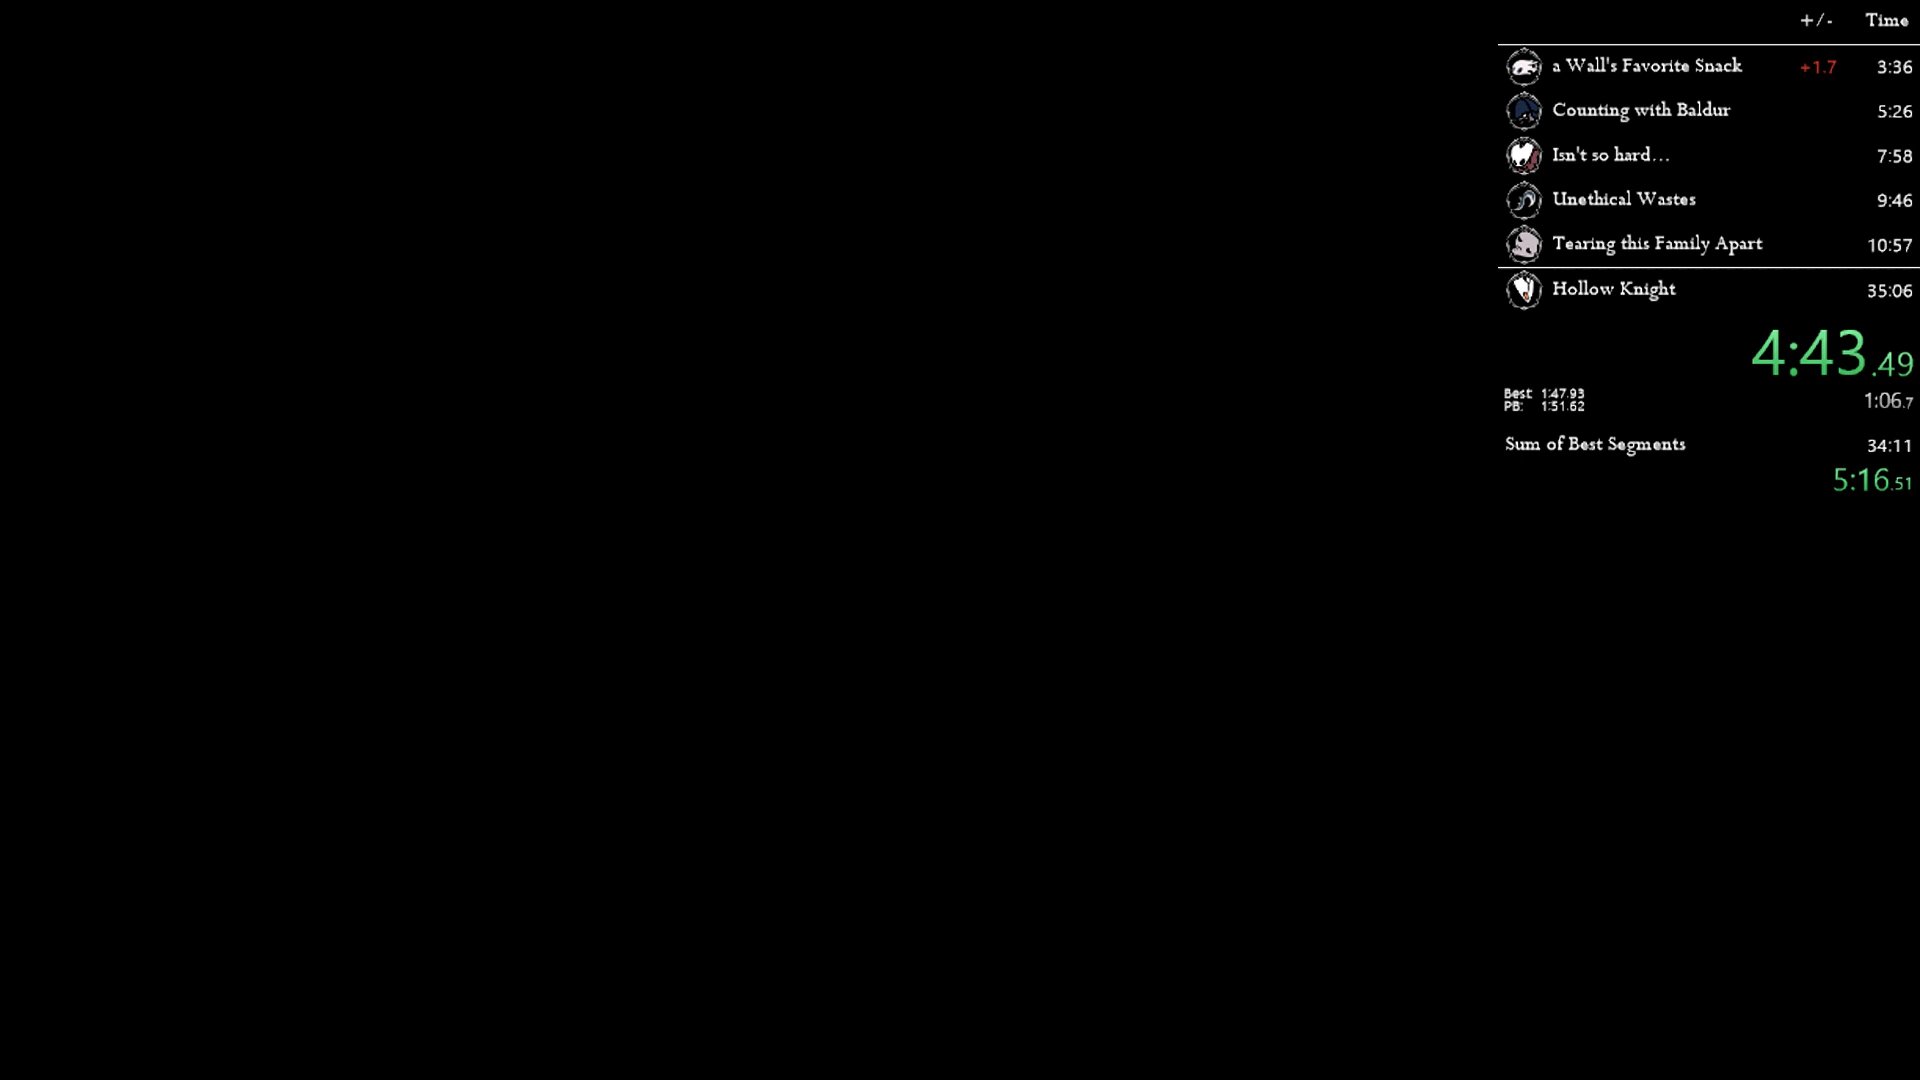 +/- Time
a Wall's Favorite Snack +1.7 3:36
Counting with Baldur 5:26
Isn't so hard... 7:58
Unethical Wastes 9:46
Tearing this Family Apart 10:57
Hollow Knight 35:06
4:43.49
Best: 1:47.93
PB: 1:51.62 1:06.7
Sum of Best Segments 34:11
5:16.51